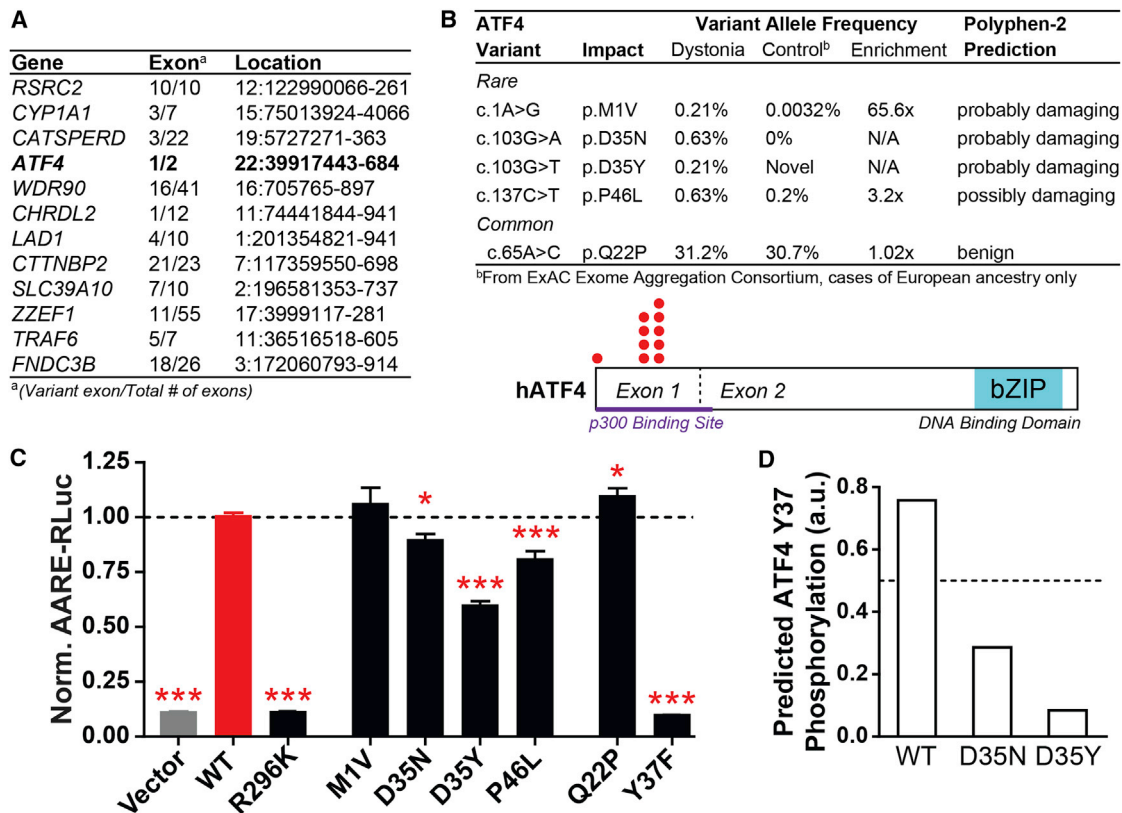 A
Gene Exonᵃ Location
RSRC2 10/10 12:122990066-261
CYP1A1 3/7 15:75013924-4066
CATSPERD 3/22 19:5727271-363
ATF4 1/2 22:39917443-684
WDR90 16/41 16:705765-897
CHRDL2 1/12 11:74441844-941
LAD1 4/10 1:201354821-941
CTTNBP2 21/23 7:117359550-698
SLC39A10 7/10 2:196581353-737
ZZEF1 11/55 17:3999117-281
TRAF6 5/7 11:36516518-605
FNDC3B 18/26 3:172060793-914
ᵃ(Variant exon/Total # of exons)
B
ATF4 Variant Allele Frequency Polyphen-2
Variant Impact Dystonia Controlᵇ Enrichment Prediction
Rare
c.1A>G p.M1V 0.21% 0.0032% 65.6x probably damaging
c.103G>A p.D35N 0.63% 0% N/A probably damaging
c.103G>T p.D35Y 0.21% Novel N/A probably damaging
c.137C>T p.P46L 0.63% 0.2% 3.2x possibly damaging
Common
c.65A>C p.Q22P 31.2% 30.7% 1.02x benign
ᵇFrom ExAC Exome Aggregation Consortium, cases of European ancestry only
hATF4 Exon 1 Exon 2 bZIP
p300 Binding Site DNA Binding Domain
C
Norm. AARE-RLuc
1.25
1.00
0.75
0.50
0.25
0.00
*** *** * *** *** * ***
Vector WT R296K M1V D35N D35Y P46L Q22P Y37F
D
Predicted ATF4 Y37
Phosphorylation (a.u.)
0.8
0.6
0.4
0.2
0.0
WT D35N D35Y